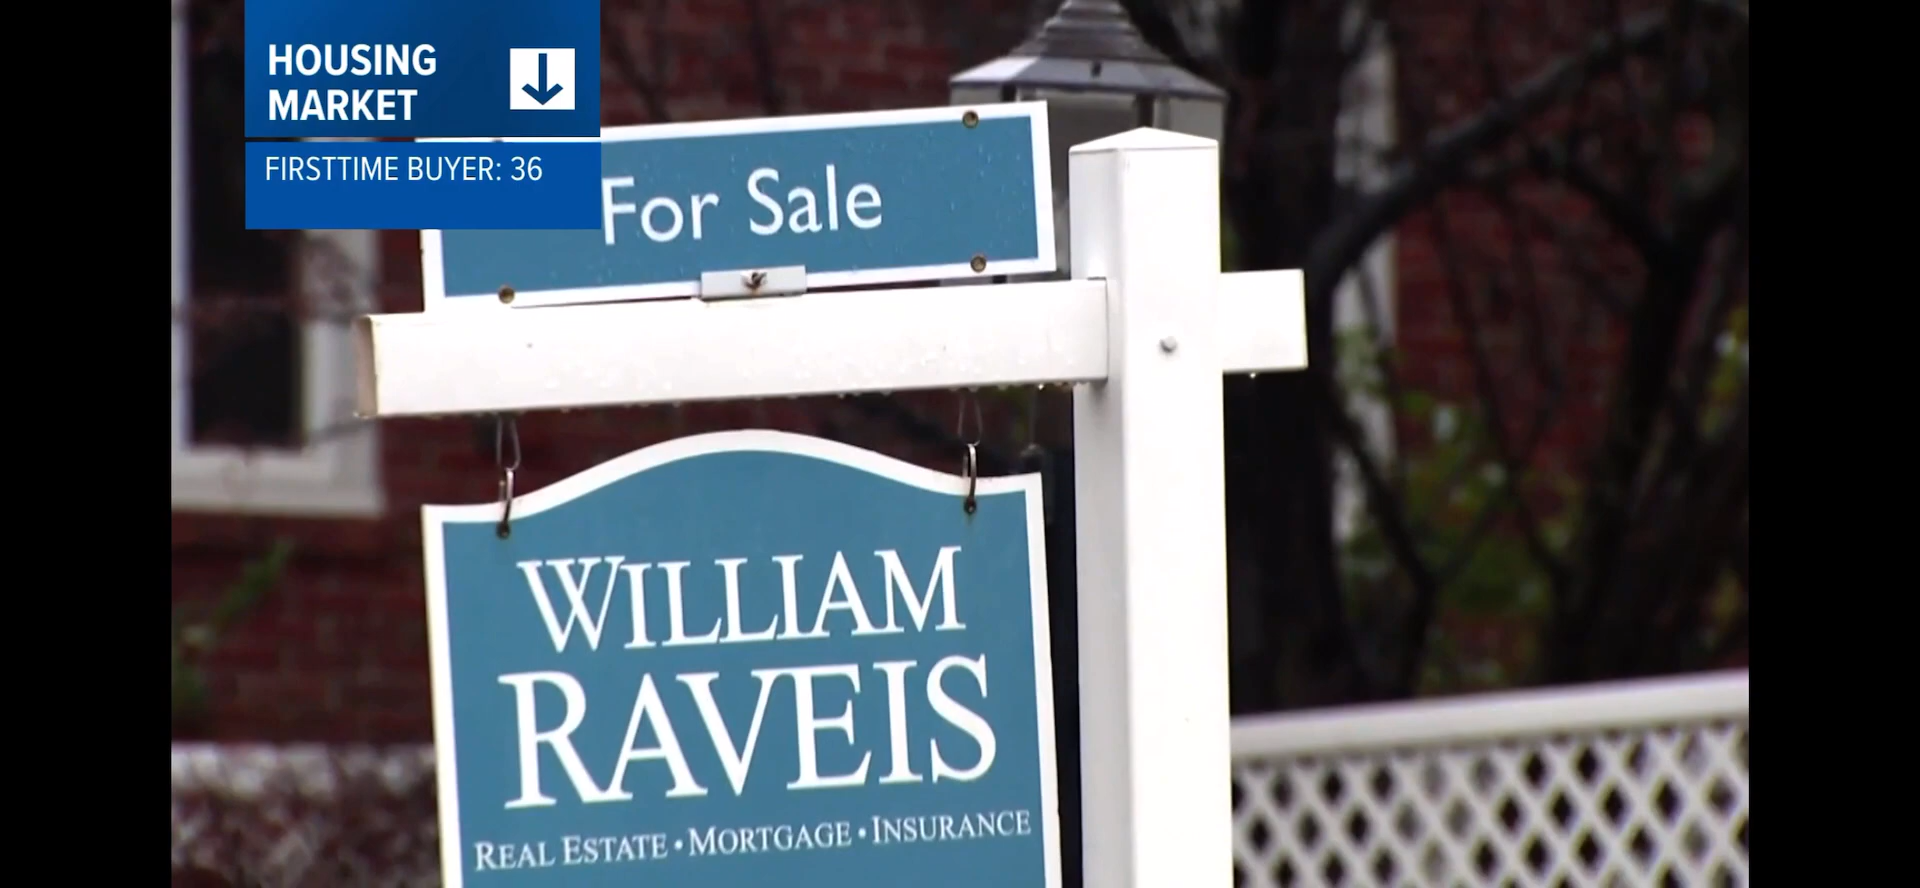 HOUSING
MARKET
FIRSTTIME BUYER: 36
For Sale
WILLIAM
RAVEIS
REAL ESTATE • MORTGAGE • INSURANCE